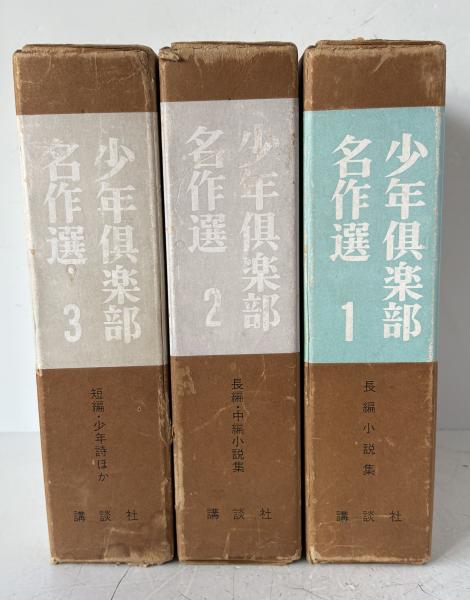 少年倶楽部
名作選
3
短編・少年詩ほか
講談社
少年倶楽部
名作選
2
長編・中編小説集
講談社
少年倶楽部
名作選
1
長編小説集
講談社